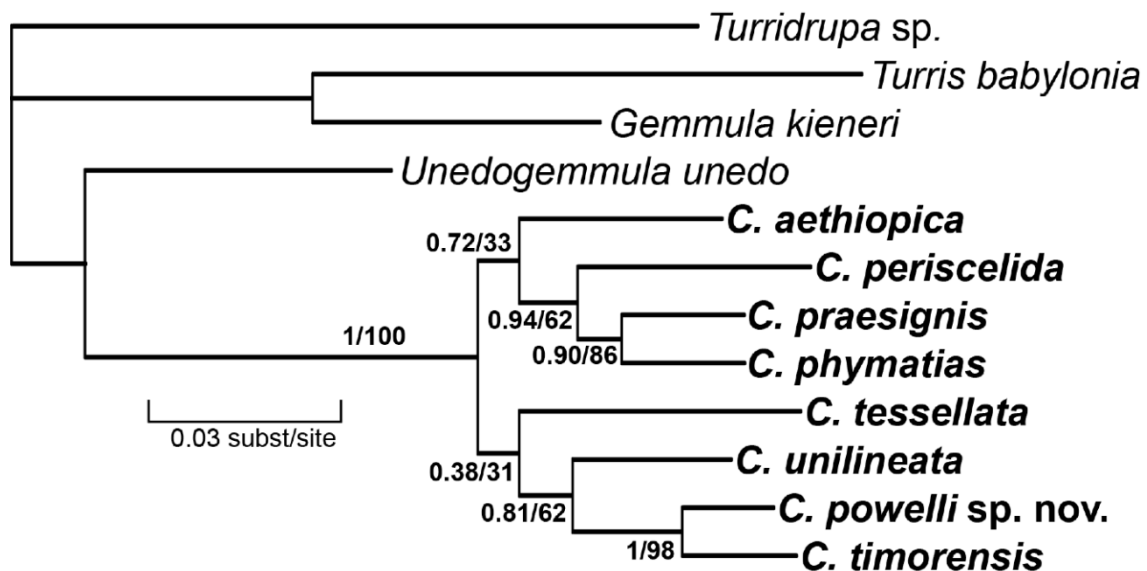 Turridrupa sp.
Turris babylonia
Gemmula kieneri
Unedogemmula unedo
C. aethiopica
0.72/33
C. periscelida
0.94/62
C. praesignis
1/100
0.90/86
C. phymatias
C. tessellata
0.03 subst/site
C. unilineata
0.38/31
0.81/62
C. powelli sp. nov.
1/98
C. timorensis